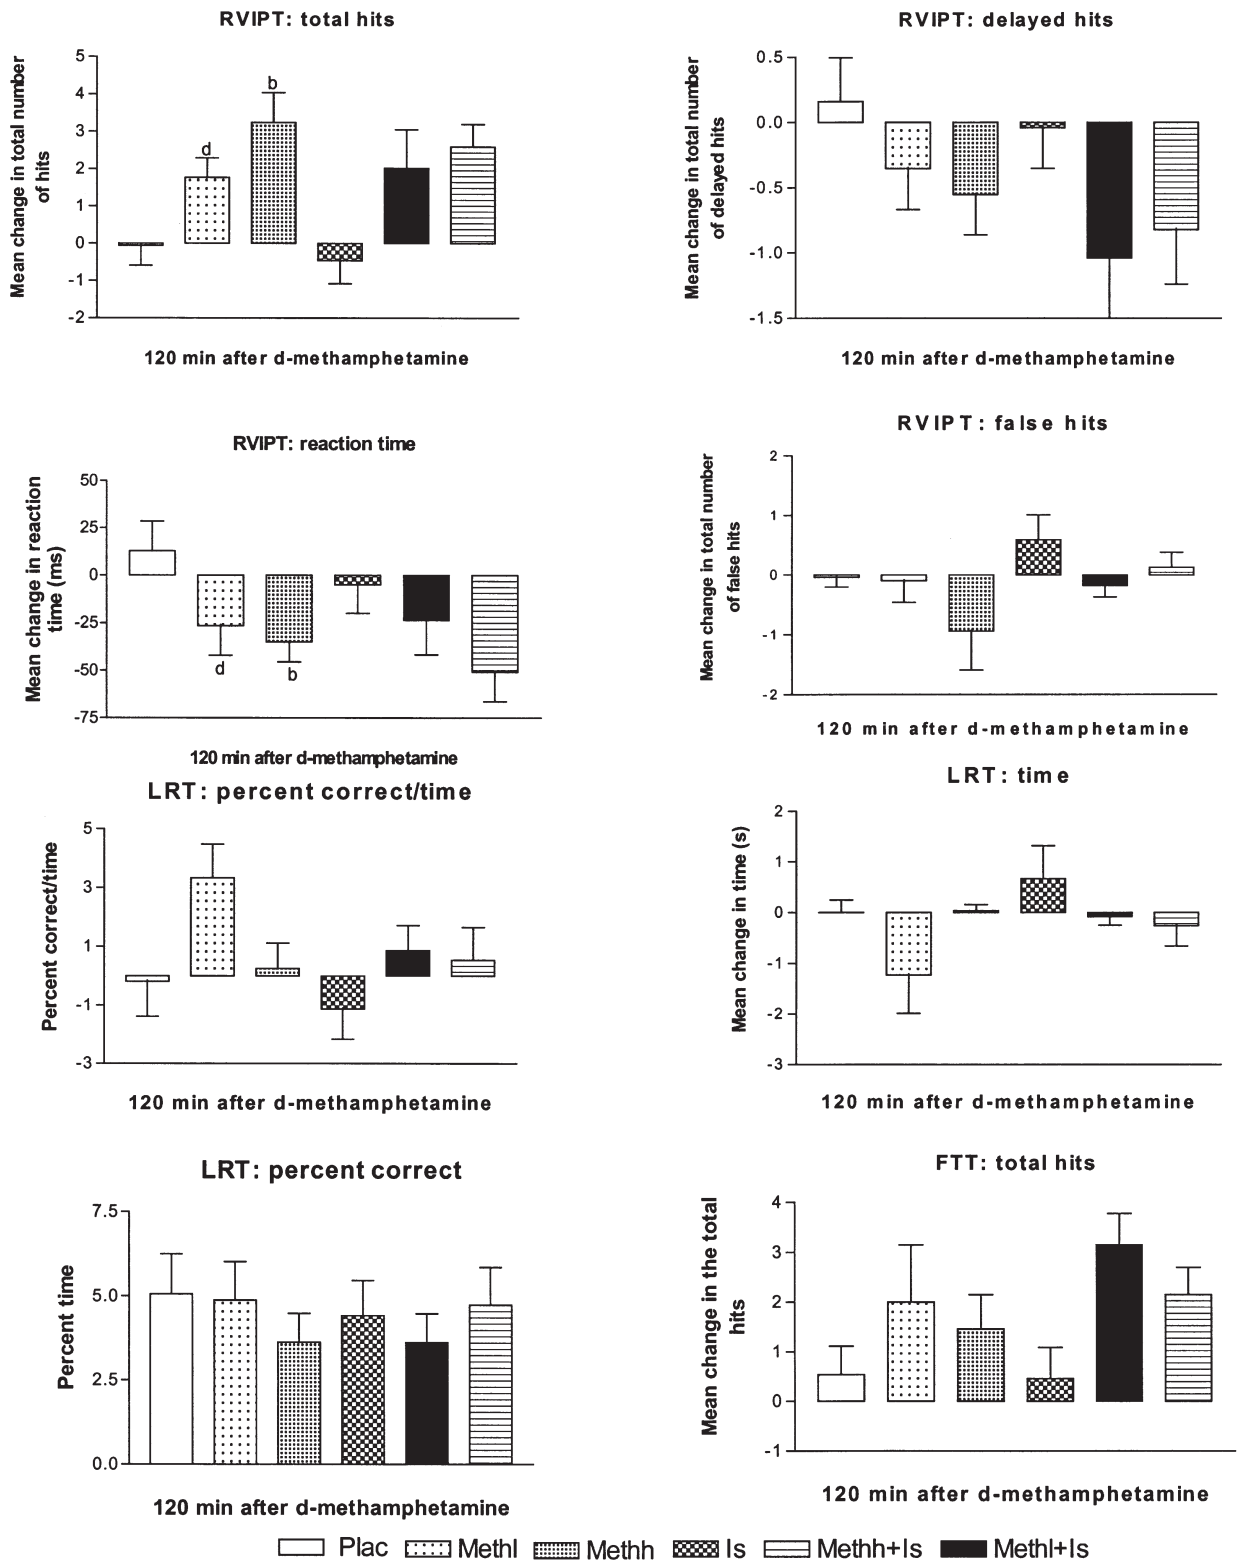 RVIPT: total hits
Mean change in total number
of hits
5
4
3
2
1
0
-1
-2
d
b
120 min after d-methamphetamine
RVIPT: delayed hits
Mean change in total number
of delayed hits
0.5
0.0
-0.5
-1.0
-1.5
120 min after d-methamphetamine
RVIPT: reaction time
Mean change in reaction
time (ms)
50
25
0
-25
-50
-75
d
b
120 min after d-methamphetamine
RVIPT: false hits
Mean change in total number
of false hits
2
1
0
-1
-2
120 min after d-methamphetamine
LRT: percent correct/time
Percent correct/time
5
3
1
-1
-3
120 min after d-methamphetamine
LRT: time
Mean change in time (s)
2
1
0
-1
-2
-3
120 min after d-methamphetamine
LRT: percent correct
Percent time
7.5
5.0
2.5
0.0
120 min after d-methamphetamine
FTT: total hits
Mean change in the total
hits
4
3
2
1
0
-1
120 min after d-methamphetamine
Plac Methl Methh Is Methh+Is Methl+Is